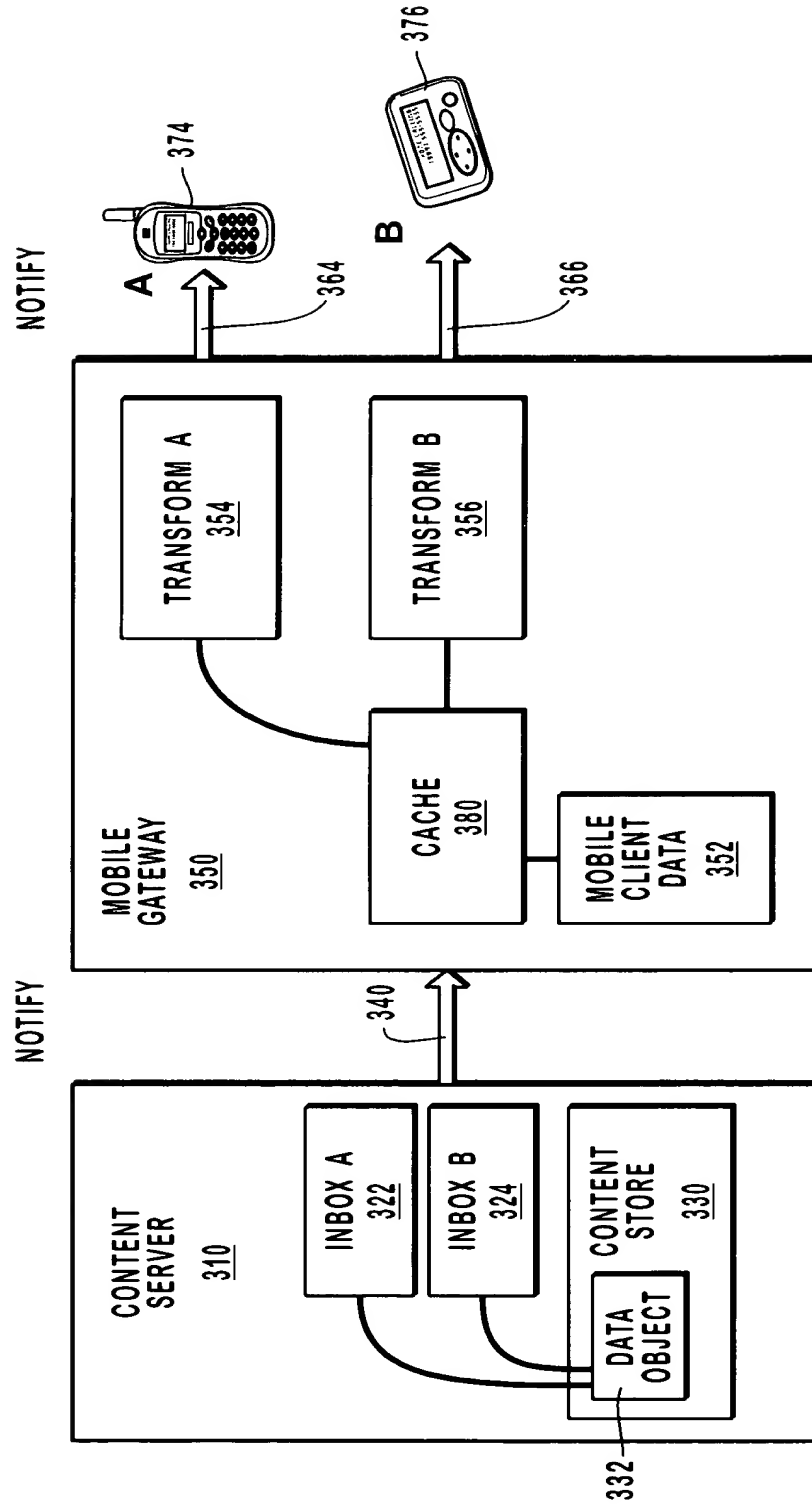 NOTIFY
NOTIFY
CONTENT
SERVER
310
INBOX A
322
INBOX B
324
CONTENT
STORE
330
DATA
OBJECT
332
340
MOBILE
GATEWAY
350
CACHE
380
MOBILE
CLIENT
DATA
352
TRANSFORM A
354
TRANSFORM B
356
364
366
A
374
B
376